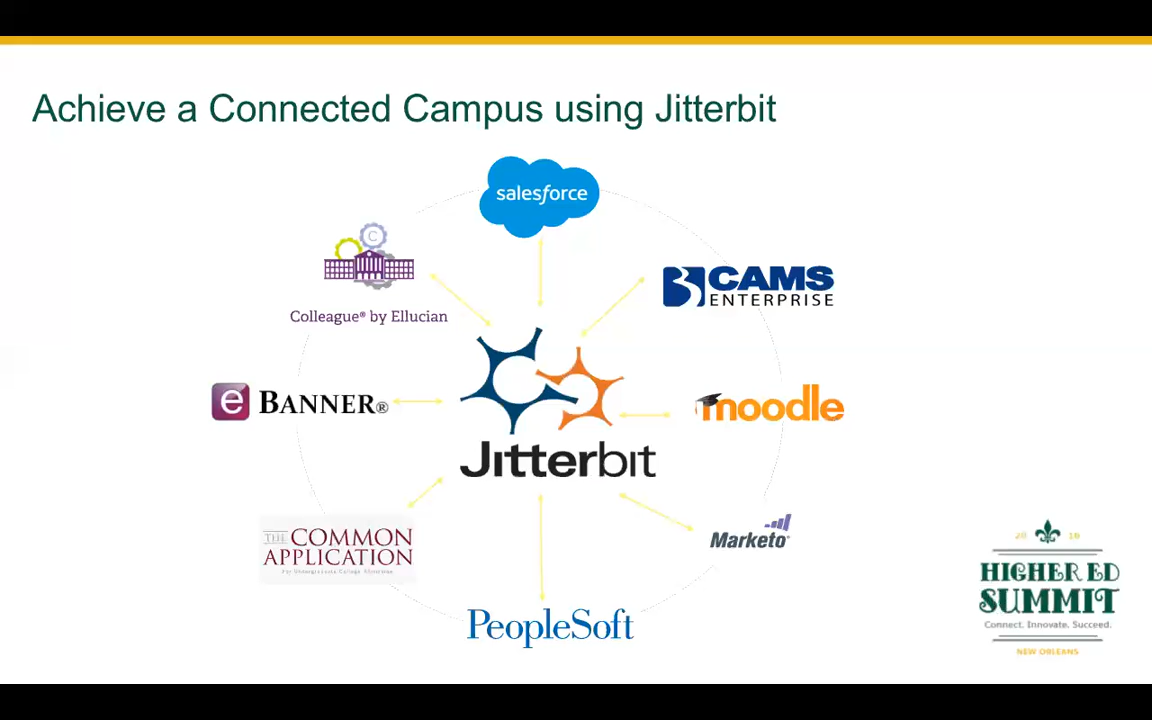 Achieve a Connected Campus using Jitterbit
salesforce
C
Colleague® by Ellucian
CAMS
ENTERPRISE
e BANNER®
moodle
Jitterbit
THE COMMON
APPLICATION
Marketo
PeopleSoft
HIGHER ED
SUMMIT
Connect. Innovate. Succeed.
NEW ORLEANS